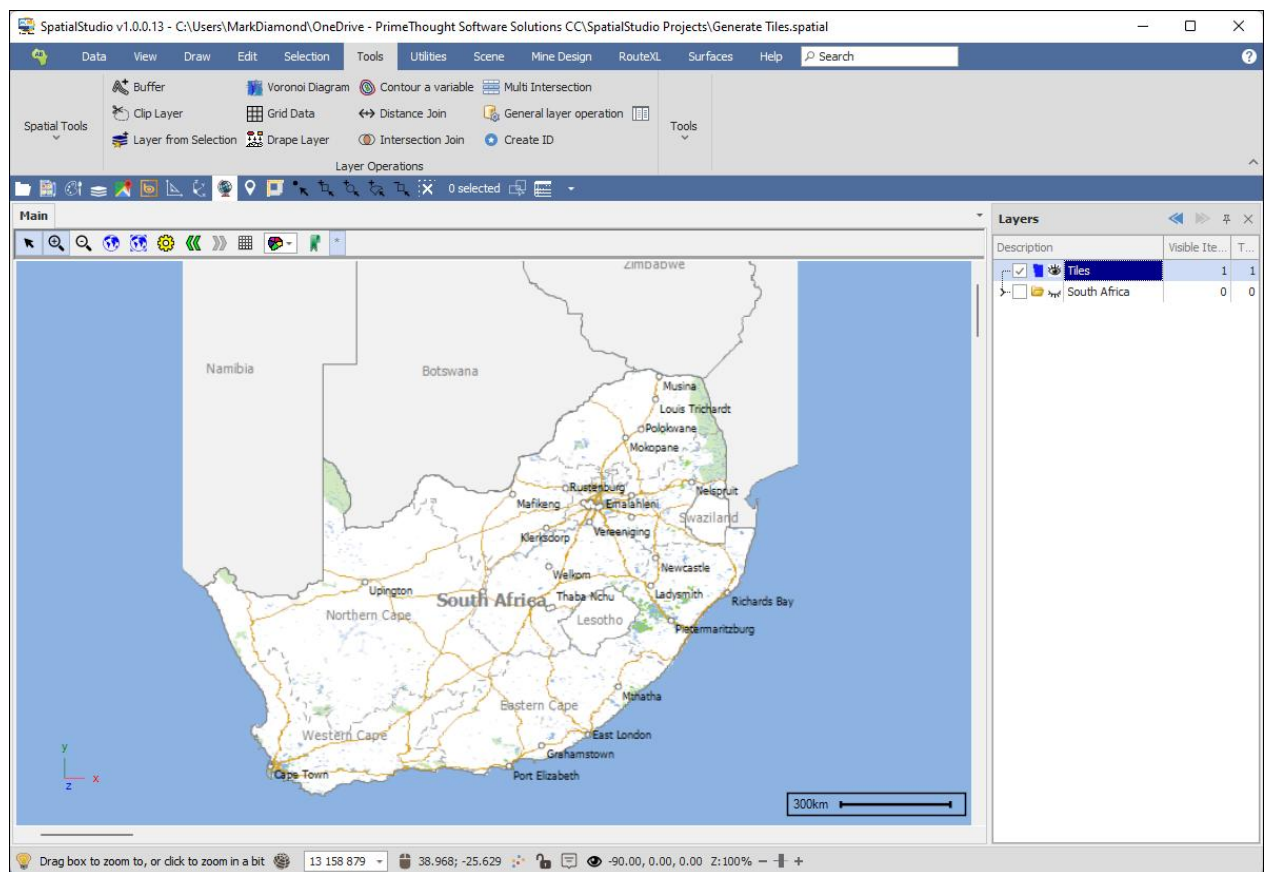 SpatialStudio v1.0.0.13 - C:\Users\MarkDiamond\OneDrive - PrimeThought Software Solutions CC\SpatialStudio Projects\Generate Tiles.spatial
Data View Draw Edit Selection Tools Utilities Scene Mine Design RouteXL Surfaces Help Search
Buffer Voronoi Diagram Contour a variable Multi Intersection
Spatial Tools Clip Layer Grid Data Distance Join General layer operation Tools
Layer from Selection Drape Layer Intersection Join Create ID
Layer Operations
0 selected
Main
Layers
Description Visible Ite... T...
Tiles 1 1
South Africa 0 0
Zimbabwe
Namibia
Botswana
Musina
Louis Trichardt
Polokwane
Mokopane
Rustenburg
Nelspruit
Mafikeng
Emalahleni
Swaziland
Klerksdorp
Vereeniging
Welkom
Newcastle
Upington
South Africa
Thaba Nchu
Ladysmith
Richards Bay
Northern Cape
Lesotho
Pietermaritzburg
Mthatha
Eastern Cape
Western Cape
East London
Grahamstown
Cape Town
Port Elizabeth
y
x
z
300km
Drag box to zoom to, or click to zoom in a bit 13 158 879 38.968; -25.629 -90.00, 0.00, 0.00 Z:100% - +